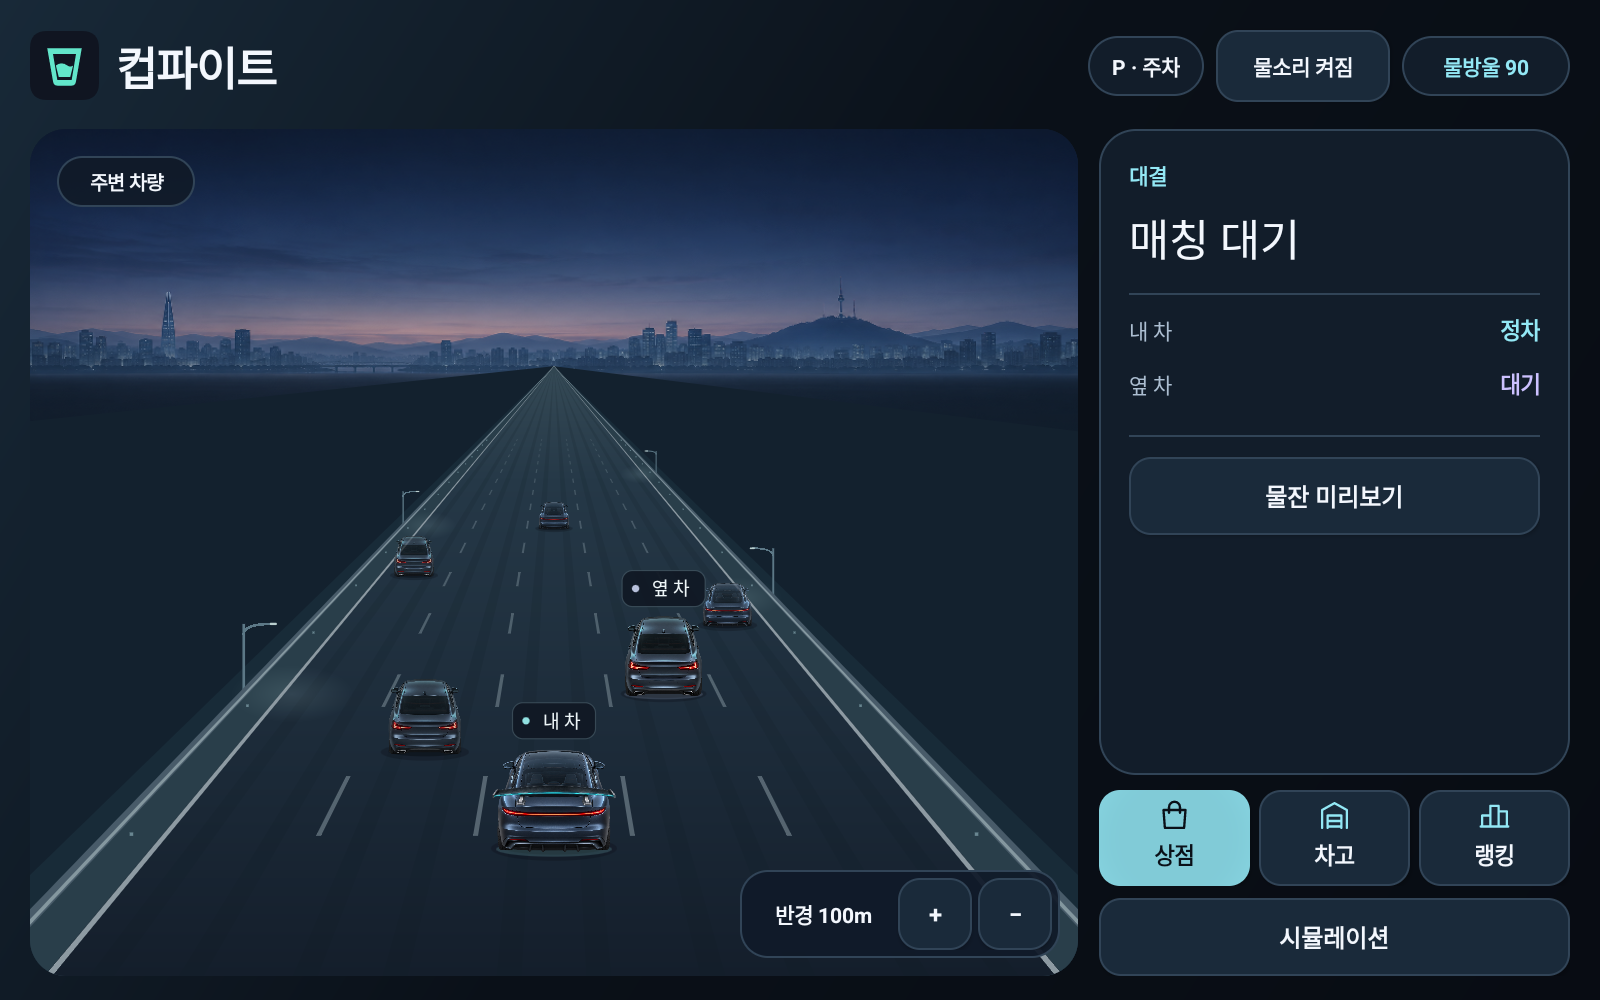 컵파이트
P · 주차
물소리 켜짐
물방울 90
주변 차량
옆 차
내 차
반경 100m
+
−
대결
매칭 대기
내 차
정차
옆 차
대기
물잔 미리보기
상점
차고
랭킹
시뮬레이션